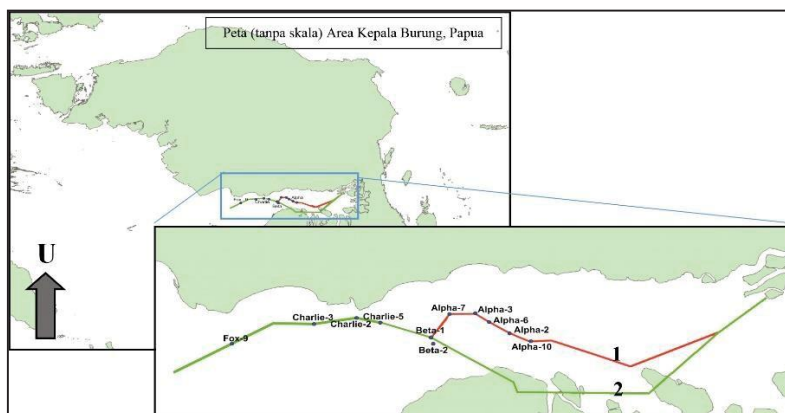 Peta (tanpa skala) Area Kepala Burung, Papua
U
Alpha-7
Alpha-3
Charlie-3
Charlie-5
Charlie-2
Alpha-6
Beta-1
Alpha-2
Fox-9
Beta-2
Alpha-10
1
2